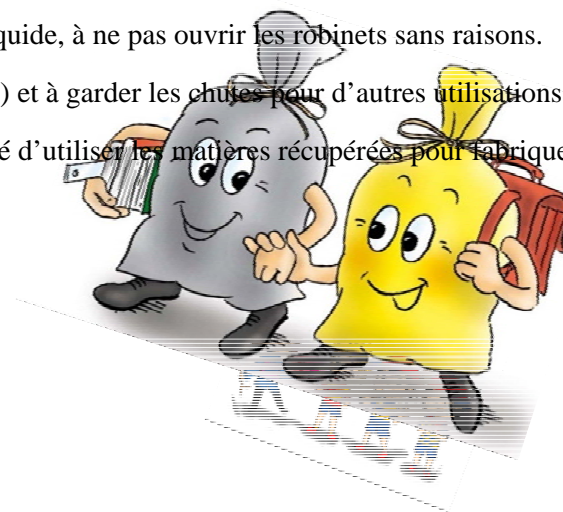 quide, à ne pas ouvrir les robinets sans raisons.
) et à garder les chutes pour d'autres utilisations
é d'utiliser les matières récupérées pour fabrique